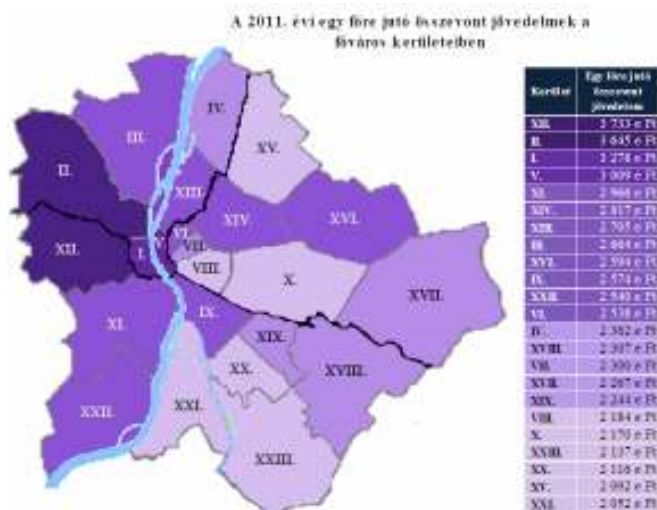 A 2011. évi egy főre jutó összevont jövedelmek a
főváros kerületeiben
Kerület
Egy főre jutó
összevont
jövedelem
XII. 3 733 e Ft
II. 3 645 e Ft
I. 3 278 e Ft
V. 3 009 e Ft
XI. 2 966 e Ft
XIV. 2 817 e Ft
XIII. 2 705 e Ft
III. 2 664 e Ft
XVI. 2 594 e Ft
IX. 2 574 e Ft
XXII. 2 540 e Ft
VI. 2 538 e Ft
IV. 2 362 e Ft
XVIII. 2 307 e Ft
VII. 2 300 e Ft
XVII. 2 267 e Ft
XIX. 2 244 e Ft
VIII. 2 184 e Ft
X. 2 170 e Ft
XXIII. 2 137 e Ft
XX. 2 116 e Ft
XV. 2 092 e Ft
XXI. 2 052 e Ft
IV.
III.
XV.
II.
XIII.
XIV.
XVI.
VI.
V.
VII.
XII.
I.
VIII.
X.
XVII.
XI.
IX.
XIX.
XVIII.
XX.
XXII.
XXI.
XXIII.